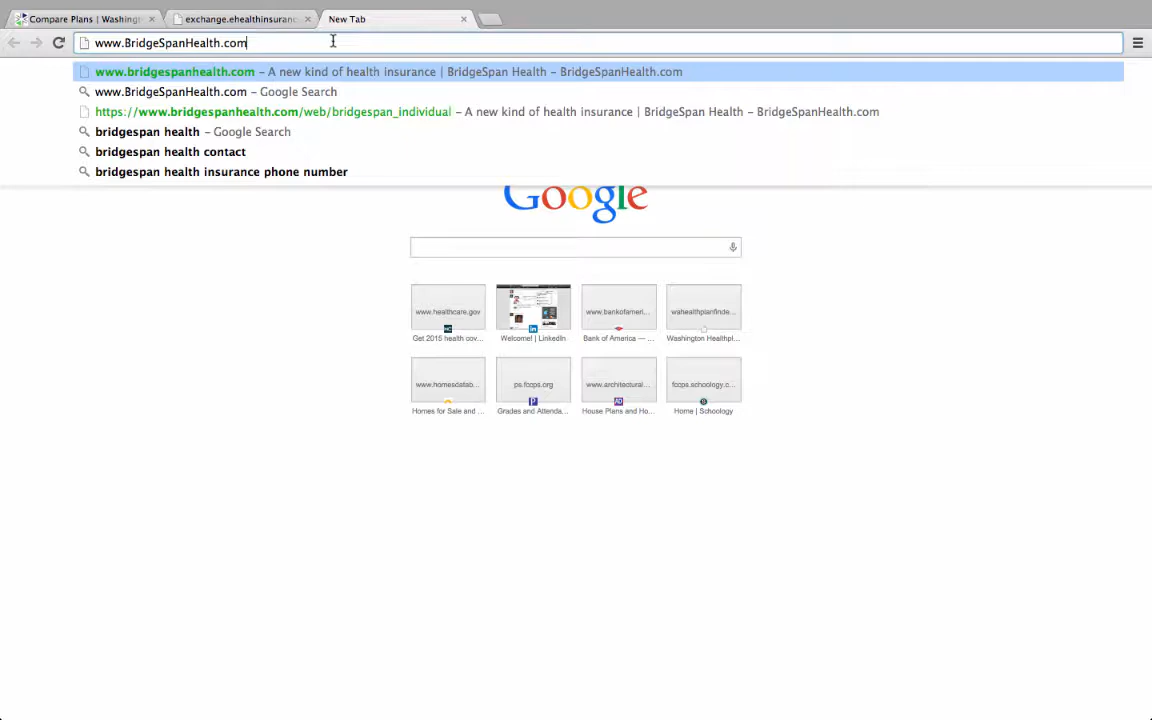 Compare Plans | Washing
exchange.ehealthinsuranc
New Tab
www.BridgeSpanHealth.com
www.bridgespanhealth.com – A new kind of health insurance | BridgeSpan Health – BridgeSpanHealth.com
www.BridgeSpanHealth.com – Google Search
https://www.bridgespanhealth.com/web/bridgespan_individual – A new kind of health insurance | BridgeSpan Health – BridgeSpanHealth.com
bridgespan health – Google Search
bridgespan health contact
bridgespan health insurance phone number
Google
www.healthcare.gov
www.bankofameri...
wahealthplanfinde...
Get 2015 health cov...
Welcome! | LinkedIn
Bank of America — ...
Washington Healthpl...
www.homesdatab...
ps.fccps.org
www.architectural...
fccps.schoology.c...
Homes for Sale and ...
Grades and Attenda...
House Plans and Ho...
Home | Schoology